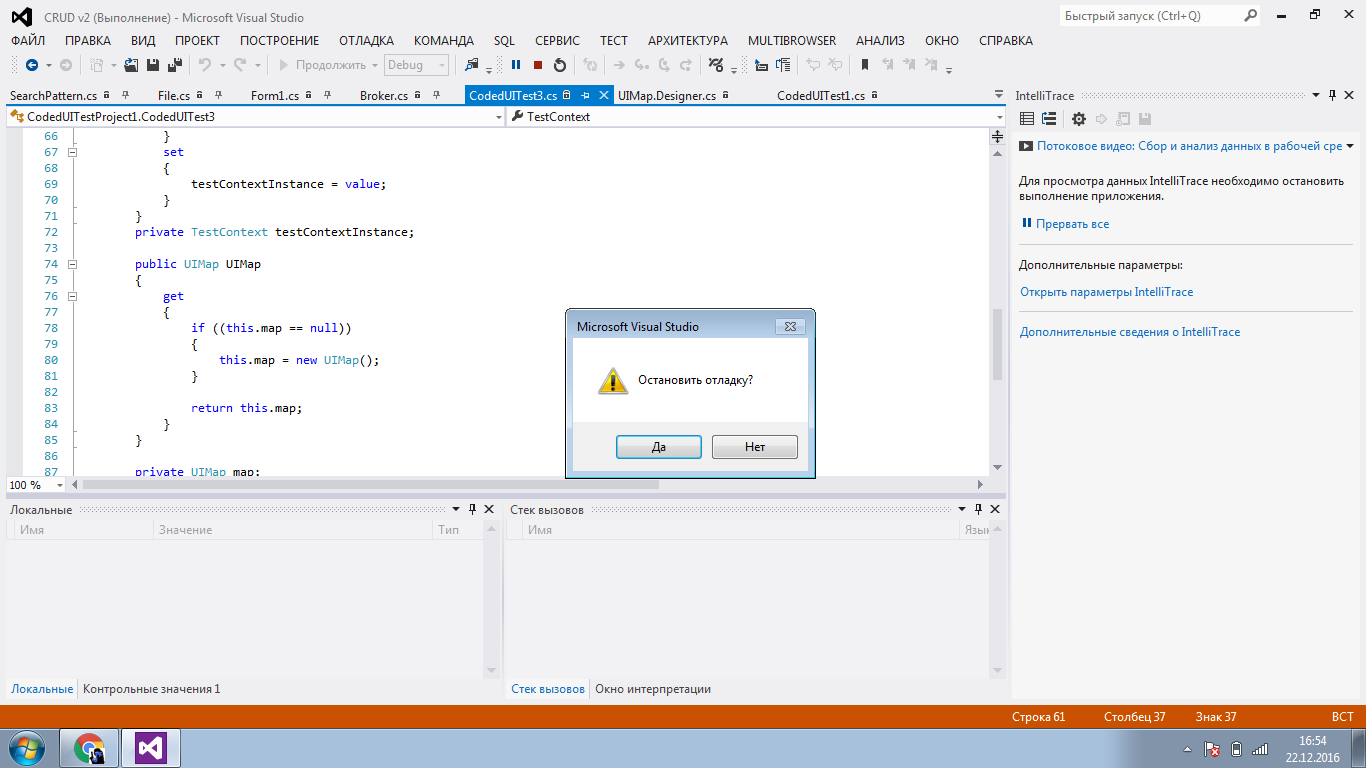 CRUD v2 (Выполнение) - Microsoft Visual Studio
Быстрый запуск (Ctrl+Q)
ФАЙЛ ПРАВКА ВИД ПРОЕКТ ПОСТРОЕНИЕ ОТЛАДКА КОМАНДА SQL СЕРВИС ТЕСТ АРХИТЕКТУРА MULTIBROWSER АНАЛИЗ ОКНО СПРАВКА
Продолжить Debug
SearchPattern.cs File.cs Form1.cs Broker.cs CodedUITest3.cs UIMap.Designer.cs CodedUITest1.cs
CodedUITestProject1.CodedUITest3 TestContext
66 }
67 set
68 {
69 testContextInstance = value;
70 }
71 }
72 private TestContext testContextInstance;
73
74 public UIMap UIMap
75 {
76 get
77 {
78 if ((this.map == null))
79 {
80 this.map = new UIMap();
81 }
82
83 return this.map;
84 }
85 }
86
87 private UIMap map;
100 %
Microsoft Visual Studio
Остановить отладку?
Да Нет
IntelliTrace
Потоковое видео: Сбор и анализ данных в рабочей сре
Для просмотра данных IntelliTrace необходимо остановить
выполнение приложения.
Прервать все
Дополнительные параметры:
Открыть параметры IntelliTrace
Дополнительные сведения о IntelliTrace
Локальные
Имя Значение Тип
Стек вызовов
Имя Язык
Локальные Контрольные значения 1
Стек вызовов Окно интерпретации
Строка 61 Столбец 37 Знак 37 ВСТ
16:54
22.12.2016